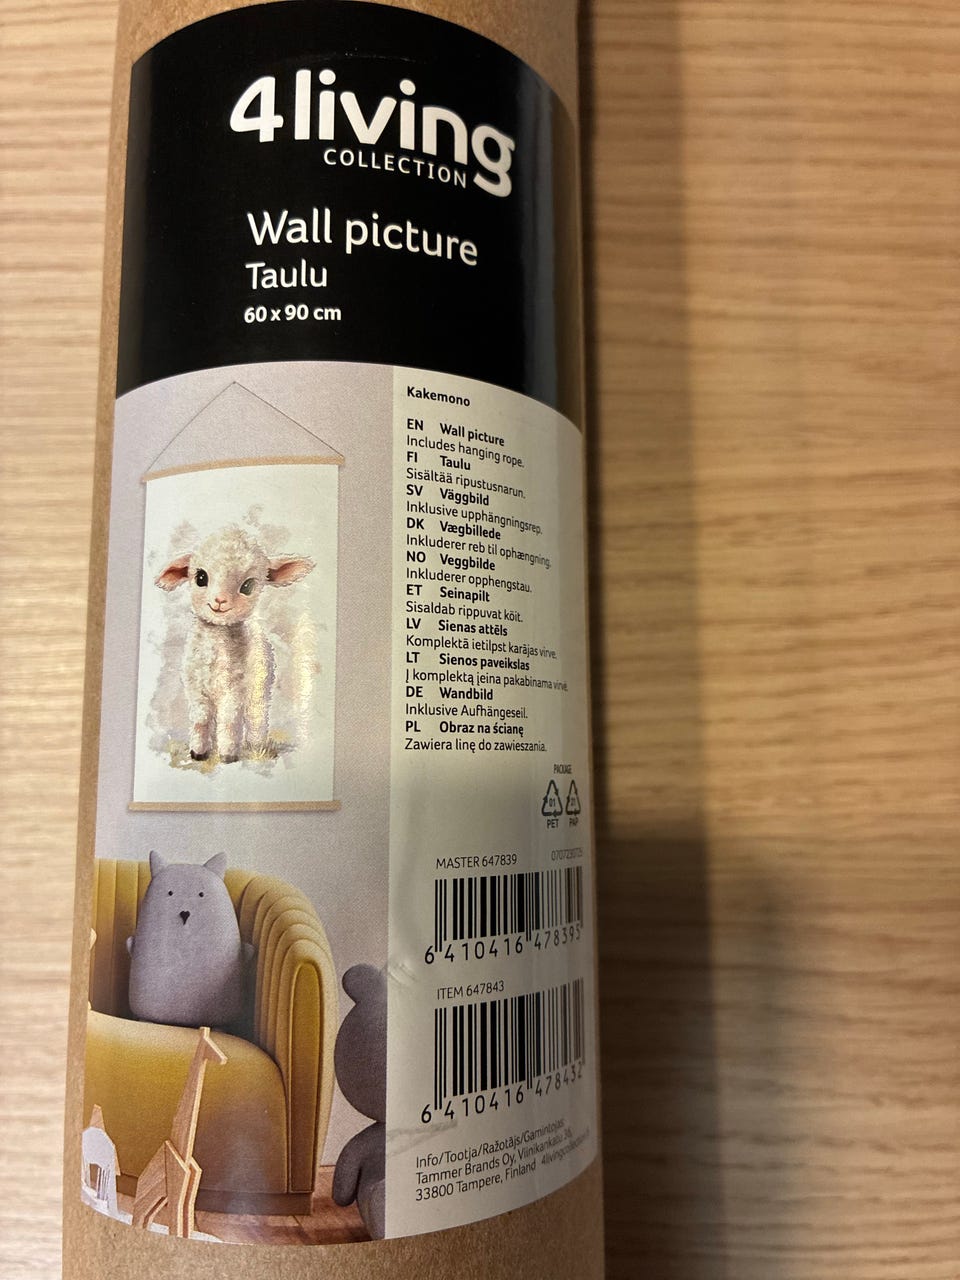 4living
COLLECTION
Wall picture
Taulu
60 x 90 cm
Kakemono
EN Wall picture
Includes hanging rope.
FI Taulu
Sisältää ripustusnarun.
SV Väggbild
Inklusive upphängningsrep.
DK Vægbillede
Inkluderer reb til ophængning.
NO Veggbilde
Inkluderer opphengstau.
ET Seinapilt
Sisaldab rippuvat köit.
LV Sienas attēls
Komplektā ietilpst karājas virve.
LT Sienos paveikslas
Į komplektą įeina pakabinama virvė.
DE Wandbild
Inklusive Aufhängeseil.
PL Obraz na ścianę
Zawiera linę do zawieszania.
PACKAGE
01 21
PET PAP
MASTER 647839
6 410416 478395
ITEM 647843
6 410416 478432
Info/Tootja/Ražotājs/Gamintojas
Tammer Brands Oy, Viinikankatu
33800 Tampere, Finland